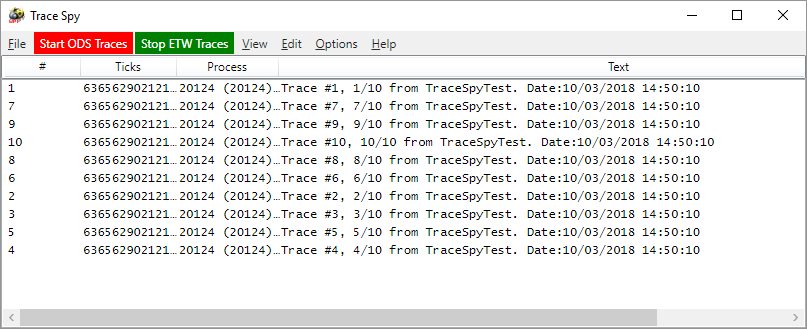 Trace Spy
File Start ODS Traces Stop ETW Traces View Edit Options Help
# Ticks Process Text
1 636562902121... 20124 (20124)... Trace #1, 1/10 from TraceSpyTest. Date:10/03/2018 14:50:10
7 636562902121... 20124 (20124)... Trace #7, 7/10 from TraceSpyTest. Date:10/03/2018 14:50:10
9 636562902121... 20124 (20124)... Trace #9, 9/10 from TraceSpyTest. Date:10/03/2018 14:50:10
10 636562902121... 20124 (20124)... Trace #10, 10/10 from TraceSpyTest. Date:10/03/2018 14:50:10
8 636562902121... 20124 (20124)... Trace #8, 8/10 from TraceSpyTest. Date:10/03/2018 14:50:10
6 636562902121... 20124 (20124)... Trace #6, 6/10 from TraceSpyTest. Date:10/03/2018 14:50:10
2 636562902121... 20124 (20124)... Trace #2, 2/10 from TraceSpyTest. Date:10/03/2018 14:50:10
3 636562902121... 20124 (20124)... Trace #3, 3/10 from TraceSpyTest. Date:10/03/2018 14:50:10
5 636562902121... 20124 (20124)... Trace #5, 5/10 from TraceSpyTest. Date:10/03/2018 14:50:10
4 636562902121... 20124 (20124)... Trace #4, 4/10 from TraceSpyTest. Date:10/03/2018 14:50:10